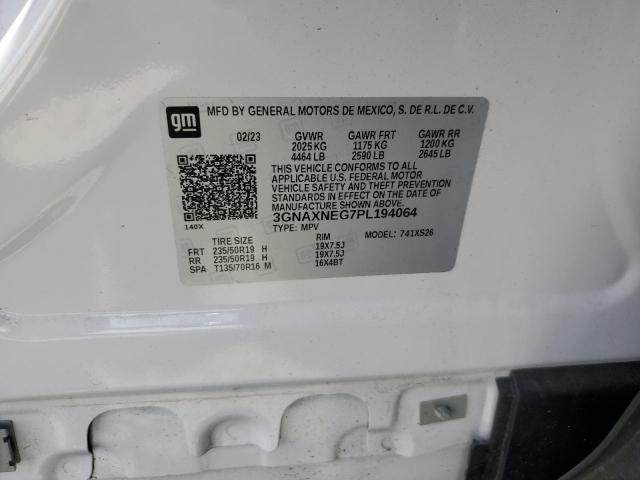 gm
MFD BY GENERAL MOTORS DE MEXICO, S. DE R.L. DE C.V.
02/23 GVWR GAWR FRT GAWR RR
2025 KG 1175 KG 1200 KG
4464 LB 2590 LB 2645 LB
THIS VEHICLE CONFORMS TO ALL
APPLICABLE U.S. FEDERAL MOTOR
VEHICLE SAFETY AND THEFT PREVENTION
STANDARDS IN EFFECT ON THE DATE OF
MANUFACTURE SHOWN ABOVE.
3GNAXNEG7PL194064
140X TYPE: MPV MODEL: 741XS26
TIRE SIZE RIM
FRT 235/50R19 H 19X7.5J
RR 235/50R19 H 19X7.5J
SPA T135/70R16 M 16X4BT